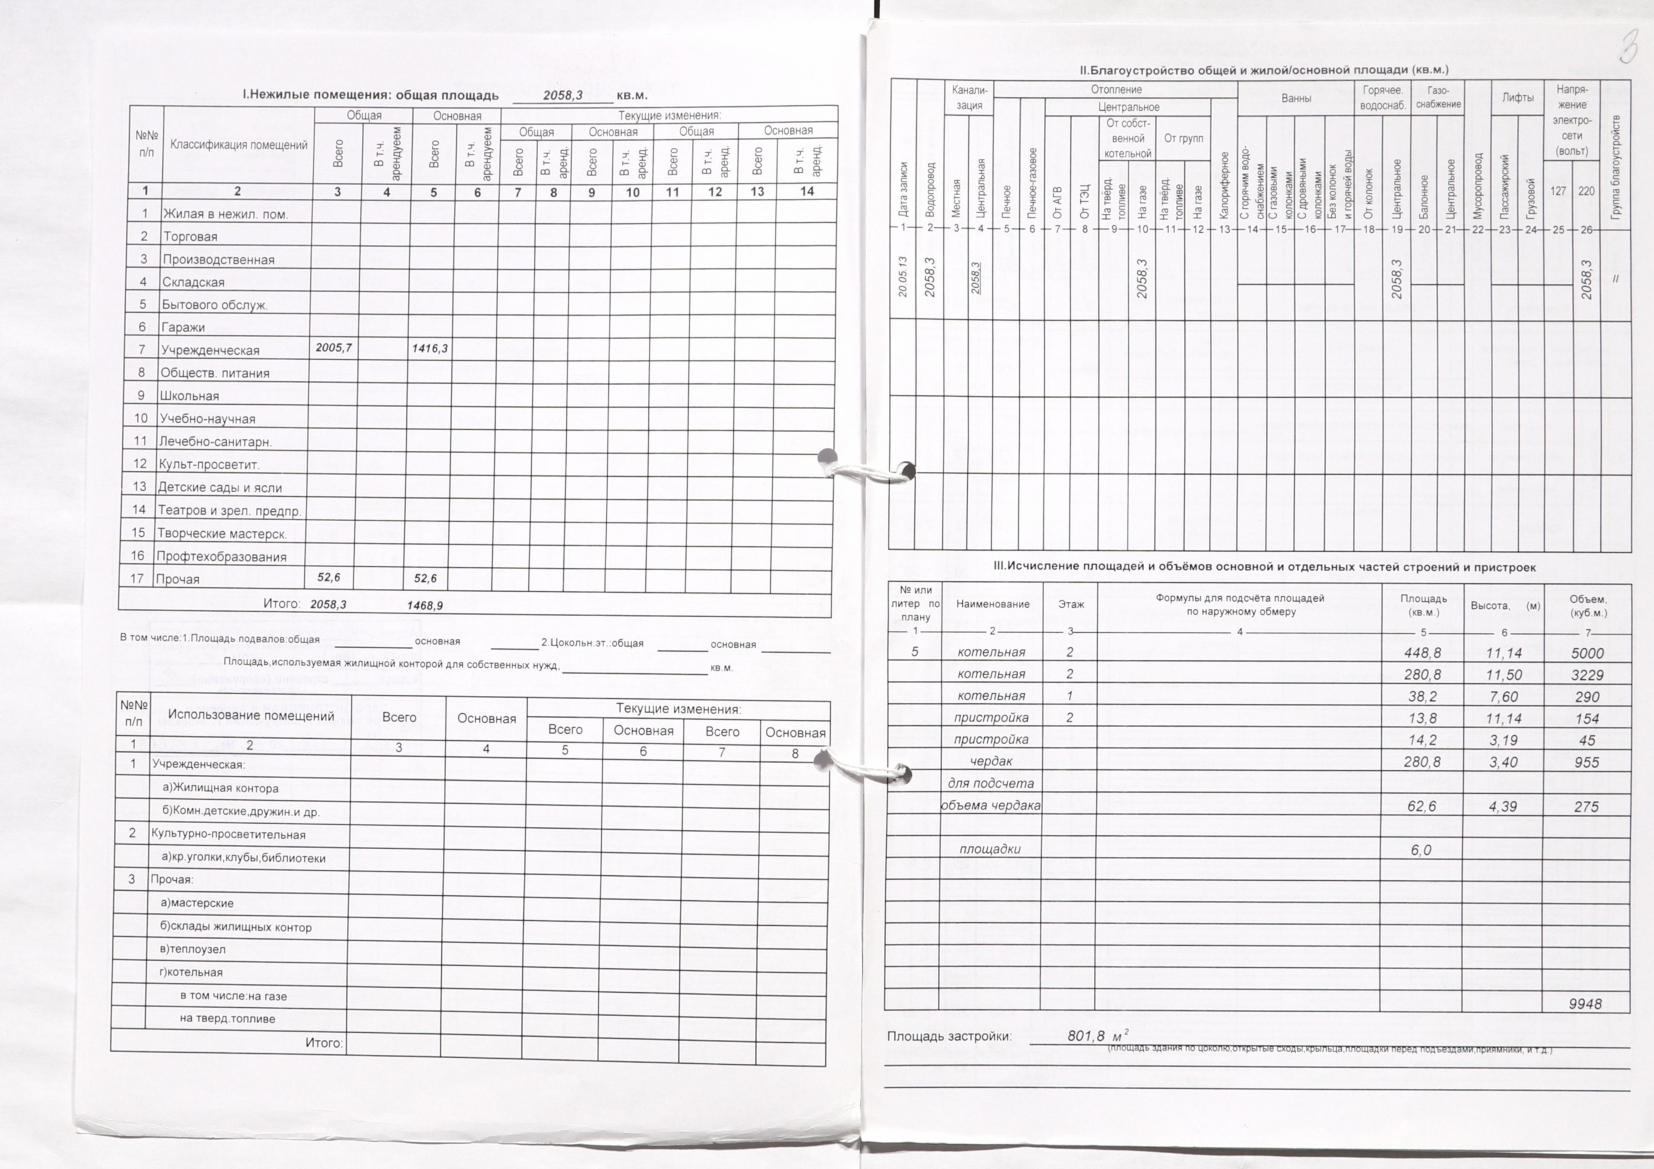 3
I.Нежилые помещения: общая площадь 2058,3 кв.м.
№№ п/п
Классификация помещений
Общая
Основная
Текущие изменения:
Общая Основная Общая Основная
Всего
В т.ч. арендуеем
Всего
В т.ч. арендуеем
Всего
В т.ч. аренд.
Всего
В т.ч. аренд.
Всего
В т.ч. аренд.
Всего
В т.ч. аренд.
1 2 3 4 5 6 7 8 9 10 11 12 13 14
1 Жилая в нежил. пом.
2 Торговая
3 Производственная
4 Складская
5 Бытового обслуж.
6 Гаражи
7 Учрежденческая 2005,7 1416,3
8 Обществ. питания
9 Школьная
10 Учебно-научная
11 Лечебно-санитарн.
12 Культ-просветит.
13 Детские сады и ясли
14 Театров и зрел. предпр.
15 Творческие мастерск.
16 Профтехобразования
17 Прочая 52,6 52,6
Итого: 2058,3 1468,9
В том числе:1.Площадь подвалов:общая основная 2.Цокольн.эт.:общая основная
Площадь,используемая жилищной конторой для собственных нужд, кв.м.
№№ п/п
Использование помещений
Всего
Основная
Текущие изменения:
Всего Основная Всего Основная
1 2 3 4 5 6 7 8
1 Учрежденческая:
а)Жилищная контора
б)Комн.детские,дружин.и др.
2 Культурно-просветительная
а)кр.уголки,клубы,библиотеки
3 Прочая:
а)мастерские
б)склады жилищных контор
в)теплоузел
г)котельная
в том числе:на газе
на тверд.топливе
Итого:
II.Благоустройство общей и жилой/основной площади (кв.м.)
Дата записи
Водопровод
Канали-
зация
Местная
Центральная
Отопление
Печное
Печное-газовое
Центральное
От АГВ
От ТЭЦ
От собст-
венной
котельной
На твёрд. топливе
На газе
От групп
На твёрд. топливе
На газе
Калориферное
Ванны
С горячим водо-
снабжением
С газовыми
колонками
С дровяными
колонками
Без колонок
и горячей воды
Горячее.
водоснаб.
От колонок
Центральное
Газо-
снабжение
Балонное
Центральное
Мусоропровод
Лифты
Пассажирский
Грузовой
Напря-
жение
электро-
сети
(вольт)
127 220
Группа благоустройств
1 2 3 4 5 6 7 8 9 10 11 12 13 14 15 16 17 18 19 20 21 22 23 24 25 26
20 05.13 2058,3 2058,3 2058,3 2058,3 2058,3 II
III.Исчисление площадей и объёмов основной и отдельных частей строений и пристроек
№ или
литер по
плану
Наименование
Этаж
Формулы для подсчёта площадей
по наружному обмеру
Площадь
(кв.м.)
Высота, (м)
Объем,
(куб.м.)
1 2 3 4 5 6 7
5 котельная 2 448,8 11,14 5000
котельная 2 280,8 11,50 3229
котельная 1 38,2 7,60 290
пристройка 2 13,8 11,14 154
пристройка 14,2 3,19 45
чердак 280,8 3,40 955
для подсчета
объема чердака 62,6 4,39 275
площадки 6,0
9948
Площадь застройки: 801,8 м²
(площадь здания по цоколю,открытые сходы,крыльца,площадки перед подъездами,приямники, и т.д.)